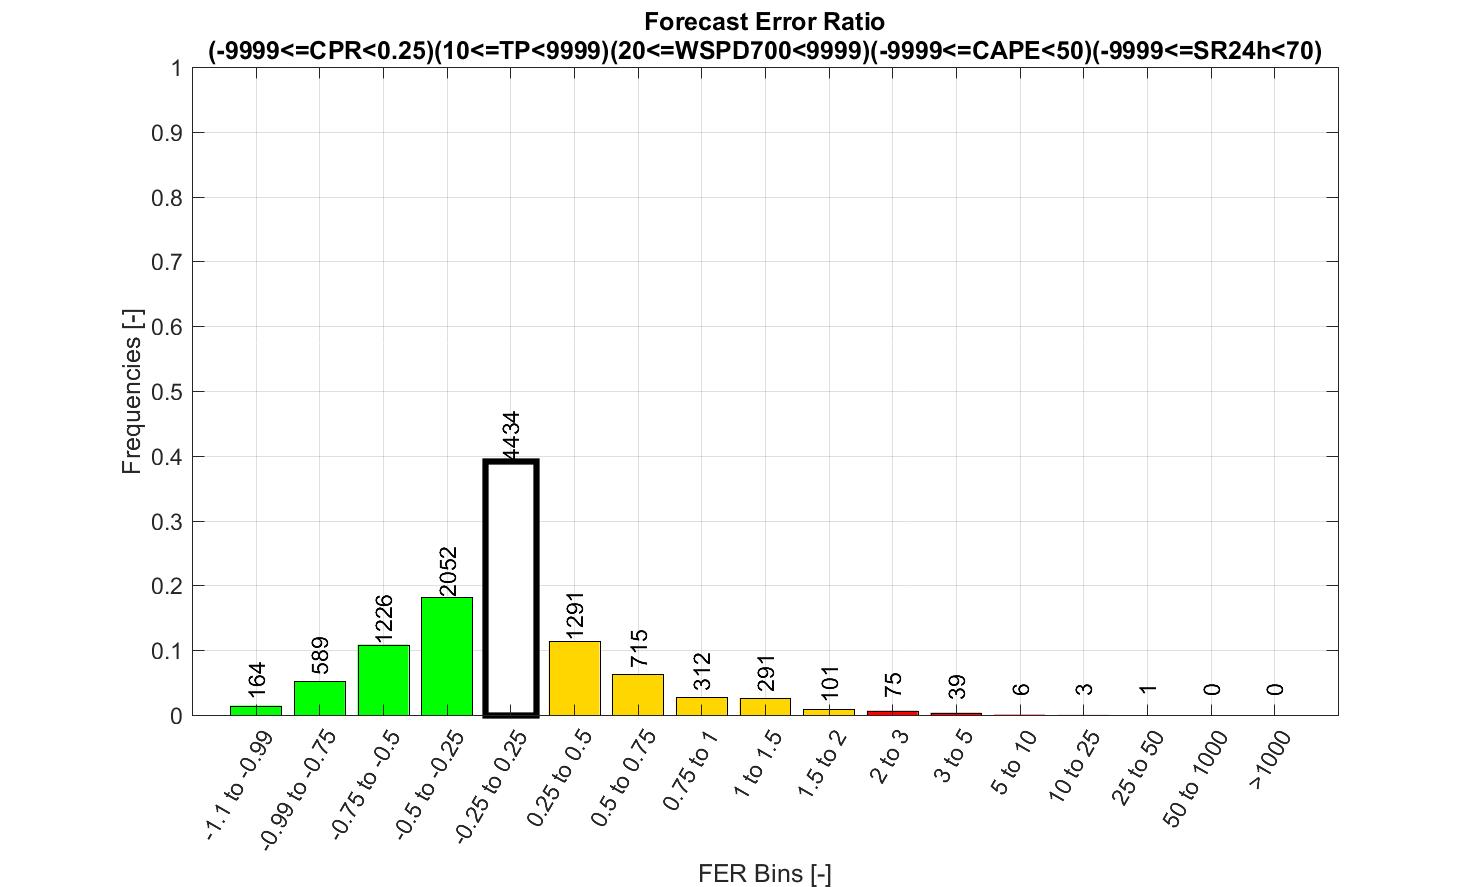 Forecast Error Ratio
(-9999<=CPR<0.25)(10<=TP<9999)(20<=WSPD700<9999)(-9999<=CAPE<50)(-9999<=SR24h<70)
1
0.9
0.8
0.7
0.6
0.5
0.4
0.3
0.2
0.1
0
Frequencies [-]
164
589
1226
2052
4434
1291
715
312
291
101
75
39
6
3
1
0
0
-1.1 to -0.99
-0.99 to -0.75
-0.75 to -0.5
-0.5 to -0.25
-0.25 to 0.25
0.25 to 0.5
0.5 to 0.75
0.75 to 1
1 to 1.5
1.5 to 2
2 to 3
3 to 5
5 to 10
10 to 25
25 to 50
50 to 1000
>1000
FER Bins [-]